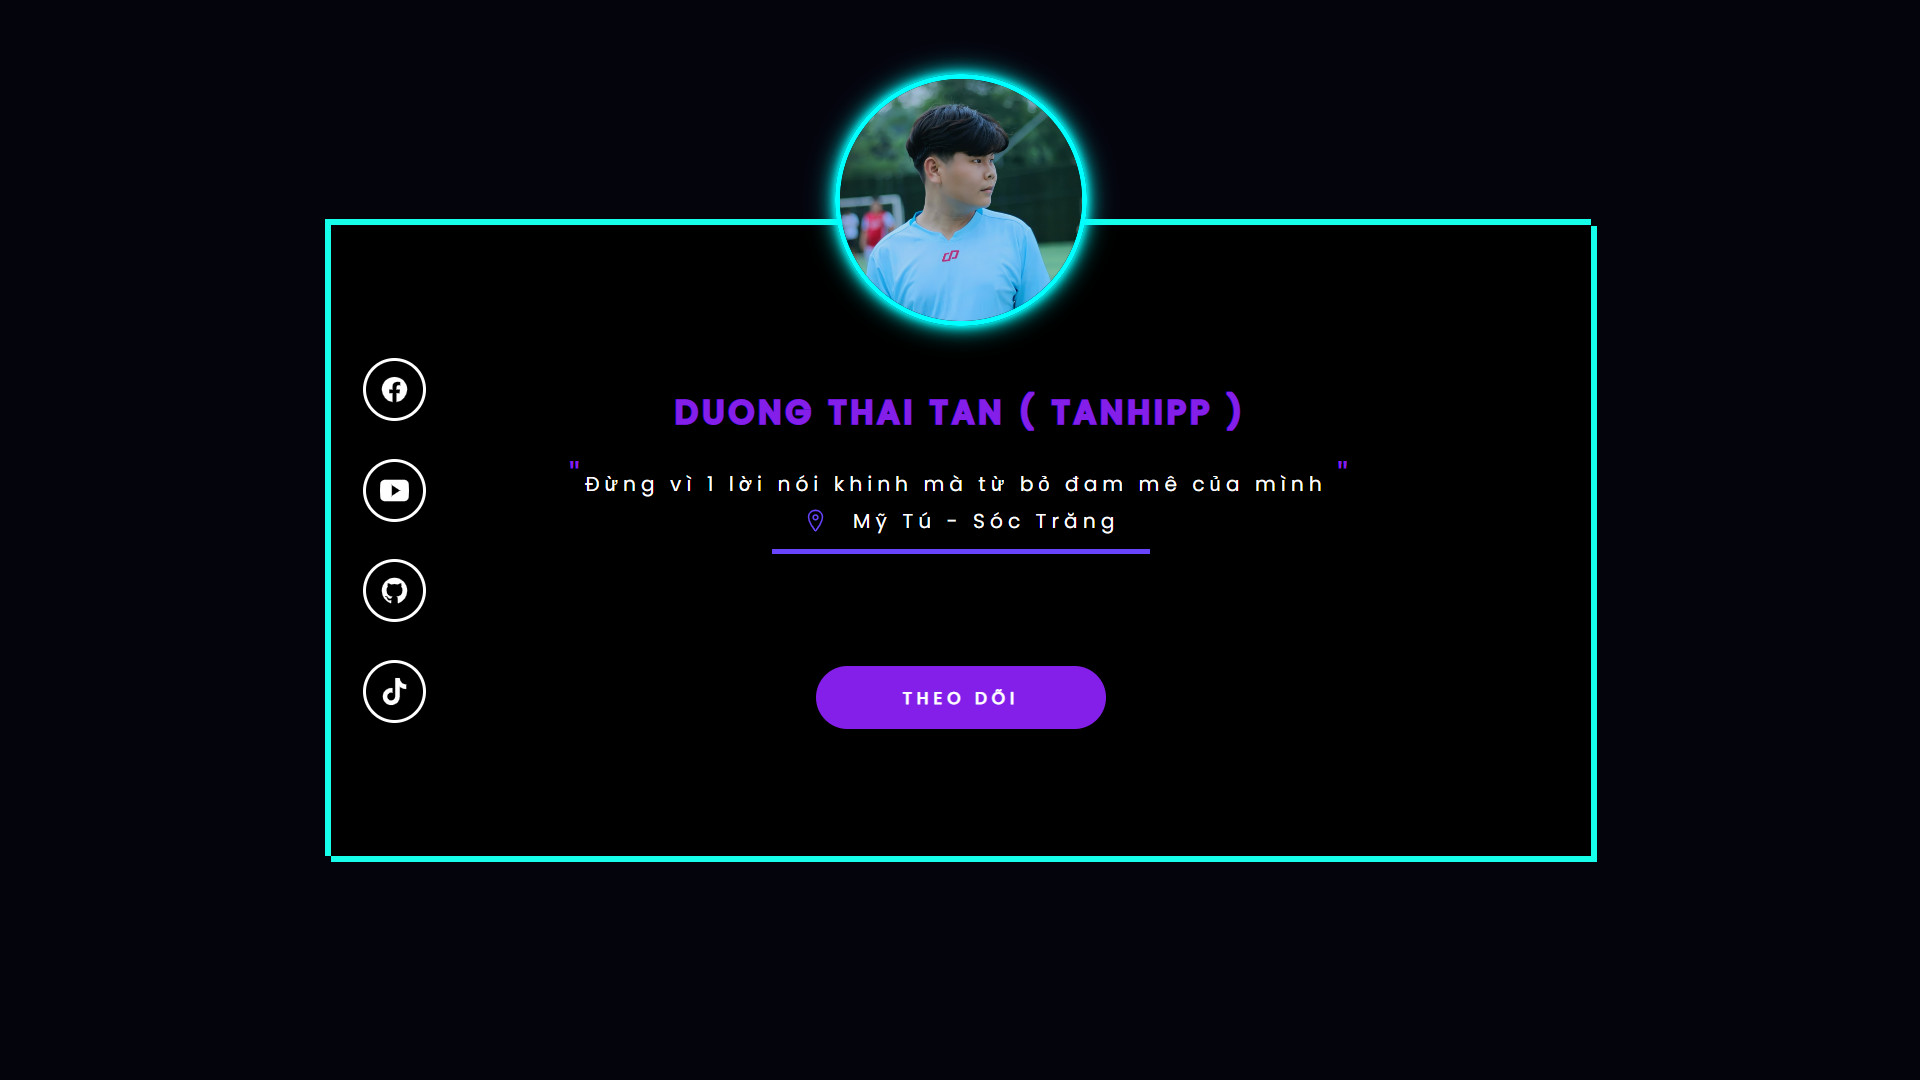 DUONG THAI TAN ( TANHIPP )
" Đừng vì 1 lời nói khinh mà từ bỏ đam mê của mình "
Mỹ Tú - Sóc Trăng
THEO DÕI